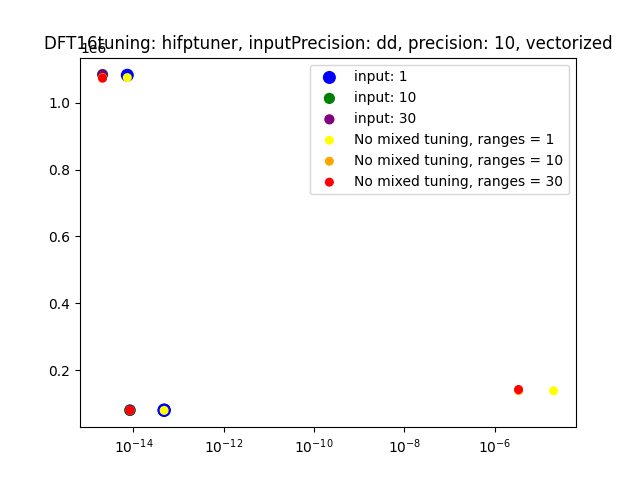 DFT16tuning: hifptuner, inputPrecision: dd, precision: 10, vectorized
1e6
input: 1
input: 10
input: 30
No mixed tuning, ranges = 1
No mixed tuning, ranges = 10
No mixed tuning, ranges = 30
1.0
0.8
0.6
0.4
0.2
10⁻¹⁴ 10⁻¹² 10⁻¹⁰ 10⁻⁸ 10⁻⁶